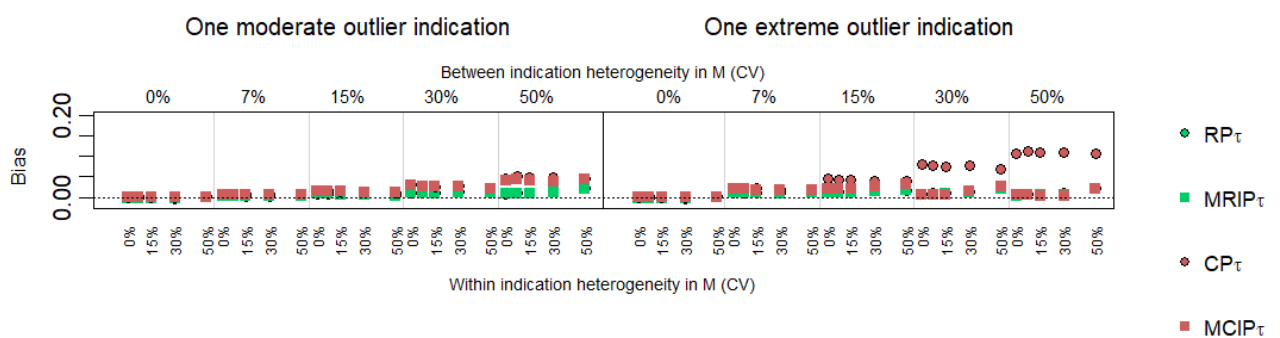 One moderate outlier indication One extreme outlier indication
Between indication heterogeneity in M (CV)
0% 7% 15% 30% 50% 0% 7% 15% 30% 50%
0.20
0.00
Bias
RPτ
MRIPτ
CPτ
MCIPτ
0% 15% 30% 50% 0% 15% 30% 50% 0% 15% 30% 50% 0% 15% 30% 50% 0% 15% 30% 50% 0% 15% 30% 50% 0% 15% 30% 50% 0% 15% 30% 50% 0% 15% 30% 50% 0% 15% 30% 50%
Within indication heterogeneity in M (CV)